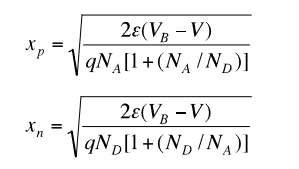 x_p = √(2ε(V_B − V) / qN_A[1 + (N_A / N_D)])
x_n = √(2ε(V_B − V) / qN_D[1 + (N_D / N_A)])